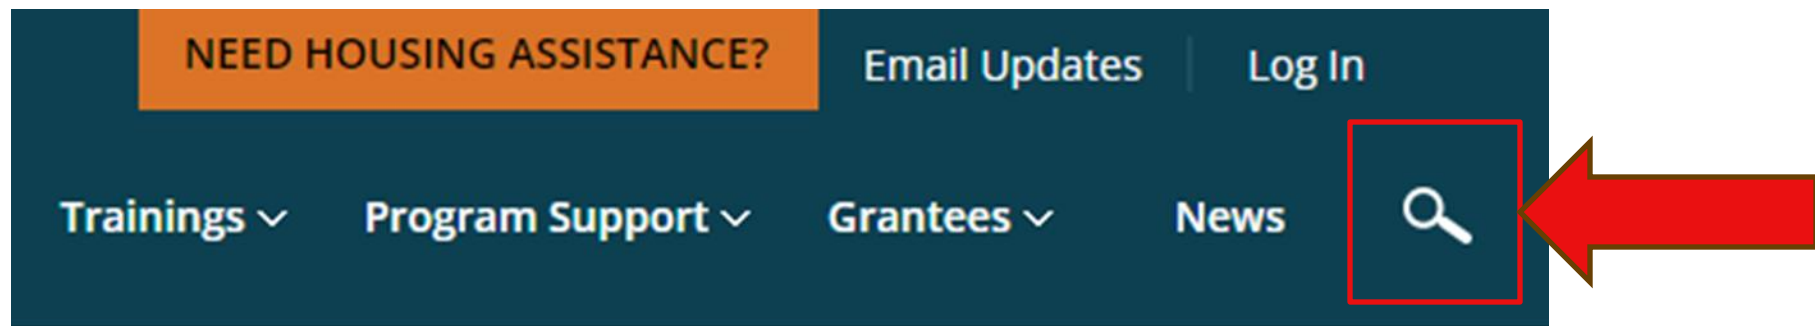 NEED HOUSING ASSISTANCE? Email Updates Log In
Trainings Program Support Grantees News